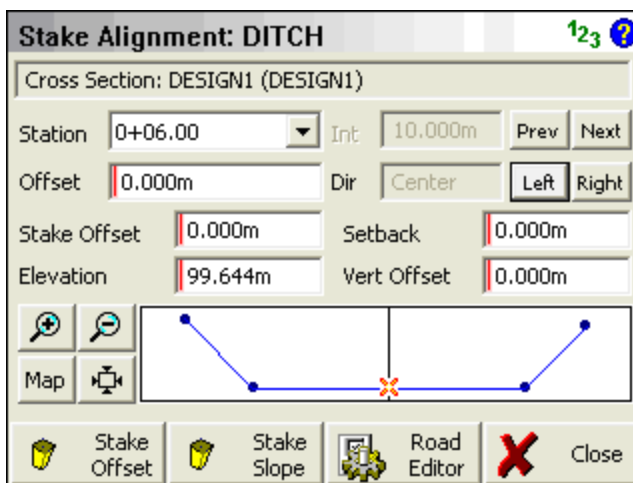 Stake Alignment: DITCH 123 ?
Cross Section: DESIGN1 (DESIGN1)
Station 0+06.00 Int 10.000m Prev Next
Offset 0.000m Dir Center Left Right
Stake Offset 0.000m Setback 0.000m
Elevation 99.644m Vert Offset 0.000m
Map
Stake Offset Stake Slope Road Editor Close